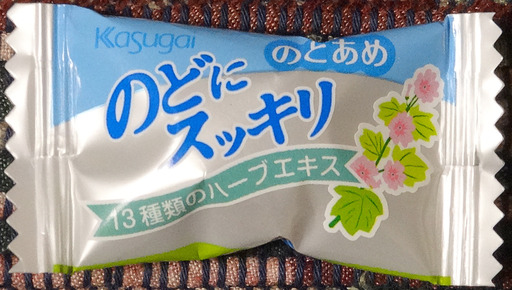 Kasugai
のどあめ
のどに
スッキリ
13種類のハーブエキス